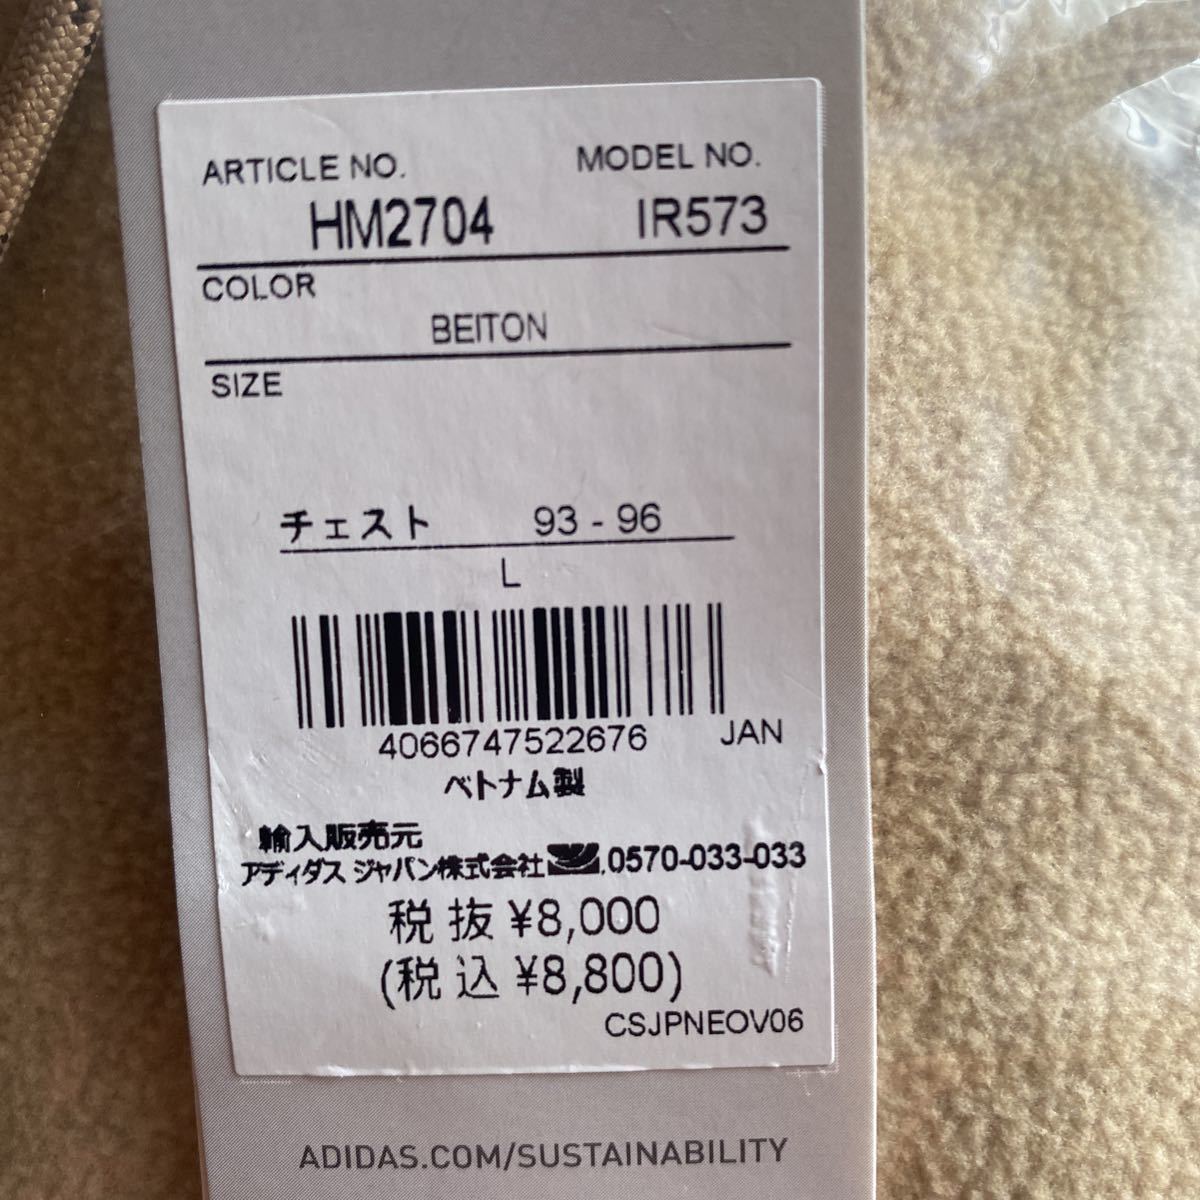 ARTICLE NO. MODEL NO.
HM2704 IR573
COLOR
BEITON
SIZE
チェスト 93 - 96
L
4066747522676 JAN
ベトナム製
輸入販売元
アディダス ジャパン株式会社 0570-033-033
税 抜 ¥8,000
(税 込 ¥8,800)
CSJPNEOV06
ADIDAS.COM/SUSTAINABILITY